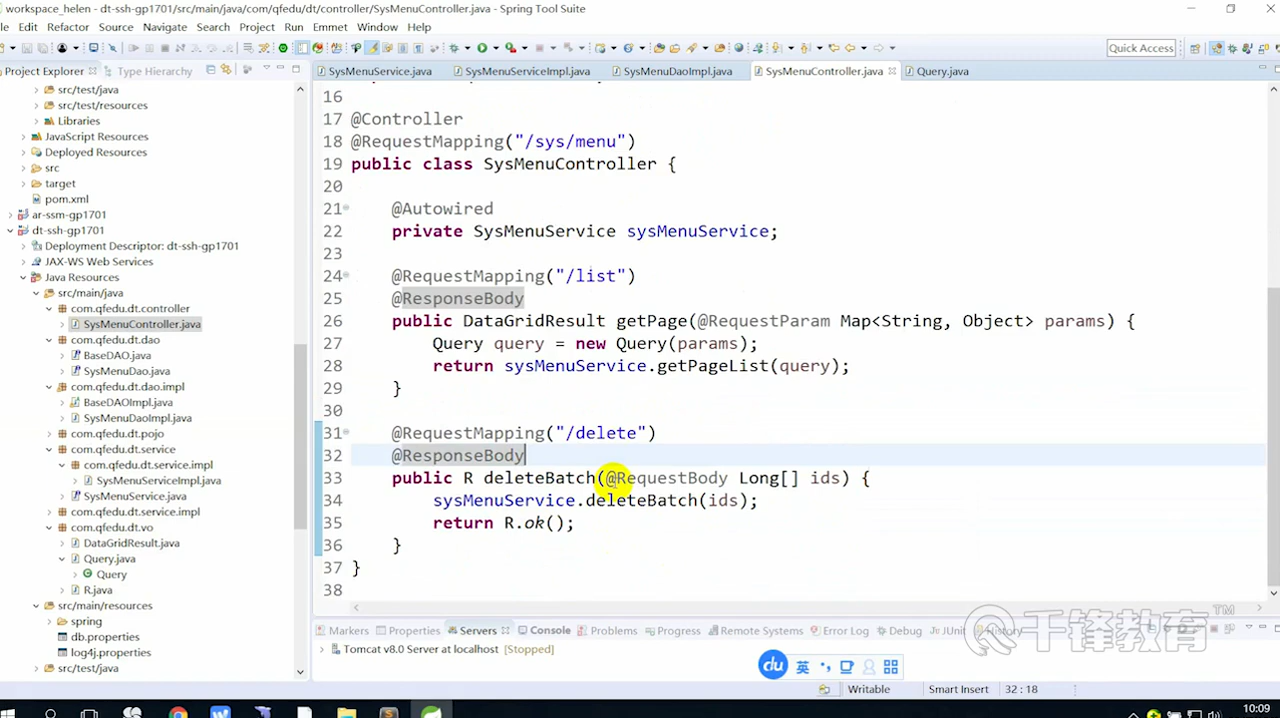 workspace_helen - dt-ssh-gp1701/src/main/java/com/qfedu/dt/controller/SysMenuController.java - Spring Tool Suite
le Edit Refactor Source Navigate Search Project Run Emmet Window Help
Quick Access
Project Explorer Type Hierarchy
SysMenuService.java SysMenuServiceImpl.java SysMenuDaoImpl.java SysMenuController.java Query.java
src/test/java
src/test/resources
Libraries
JavaScript Resources
Deployed Resources
src
target
pom.xml
ar-ssm-gp1701
dt-ssh-gp1701
Deployment Descriptor: dt-ssh-gp1701
JAX-WS Web Services
Java Resources
src/main/java
com.qfedu.dt.controller
SysMenuController.java
com.qfedu.dt.dao
BaseDAO.java
SysMenuDao.java
com.qfedu.dt.dao.impl
BaseDAOImpl.java
SysMenuDaoImpl.java
com.qfedu.dt.pojo
com.qfedu.dt.service
com.qfedu.dt.service.impl
SysMenuServiceImpl.java
SysMenuService.java
com.qfedu.dt.service.impl
com.qfedu.dt.vo
DataGridResult.java
Query.java
Query
R.java
src/main/resources
spring
db.properties
log4j.properties
src/test/java
16
17 @Controller
18 @RequestMapping("/sys/menu")
19 public class SysMenuController {
20
21 @Autowired
22 private SysMenuService sysMenuService;
23
24 @RequestMapping("/list")
25 @ResponseBody
26 public DataGridResult getPage(@RequestParam Map<String, Object> params) {
27 Query query = new Query(params);
28 return sysMenuService.getPageList(query);
29 }
30
31 @RequestMapping("/delete")
32 @ResponseBody
33 public R deleteBatch(@RequestBody Long[] ids) {
34 sysMenuService.deleteBatch(ids);
35 return R.ok();
36 }
37 }
38
Markers Properties Servers Console Problems Progress Remote Systems Error Log Debug JUnit History
Tomcat v8.0 Server at localhost [Stopped]
千锋教育 TM
du 英
Writable Smart Insert 32 : 18
10:09